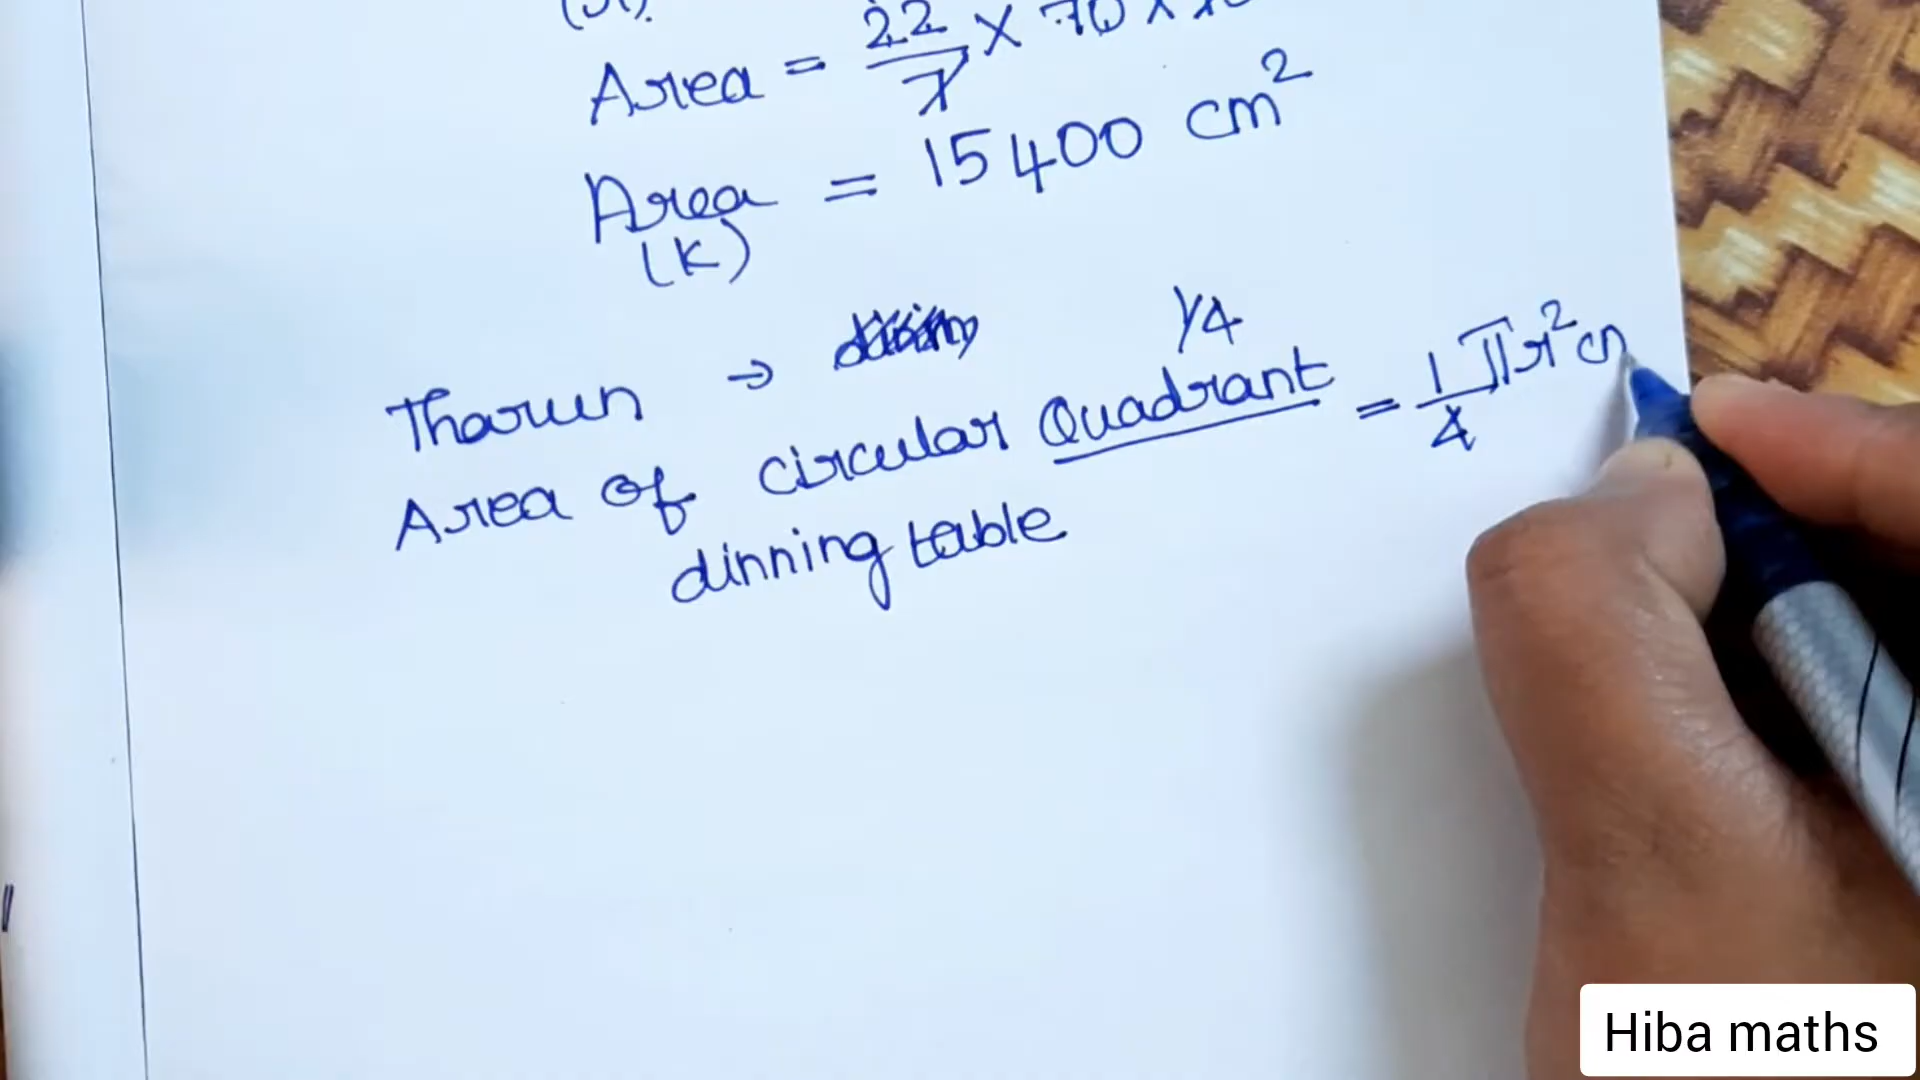 Area = 22/7 × 70 ×
Area = 15400 cm²
(K)
Tharun →
1/4
Area of circular Quadrant = 1/4 πr² c
dinning table
Hiba maths